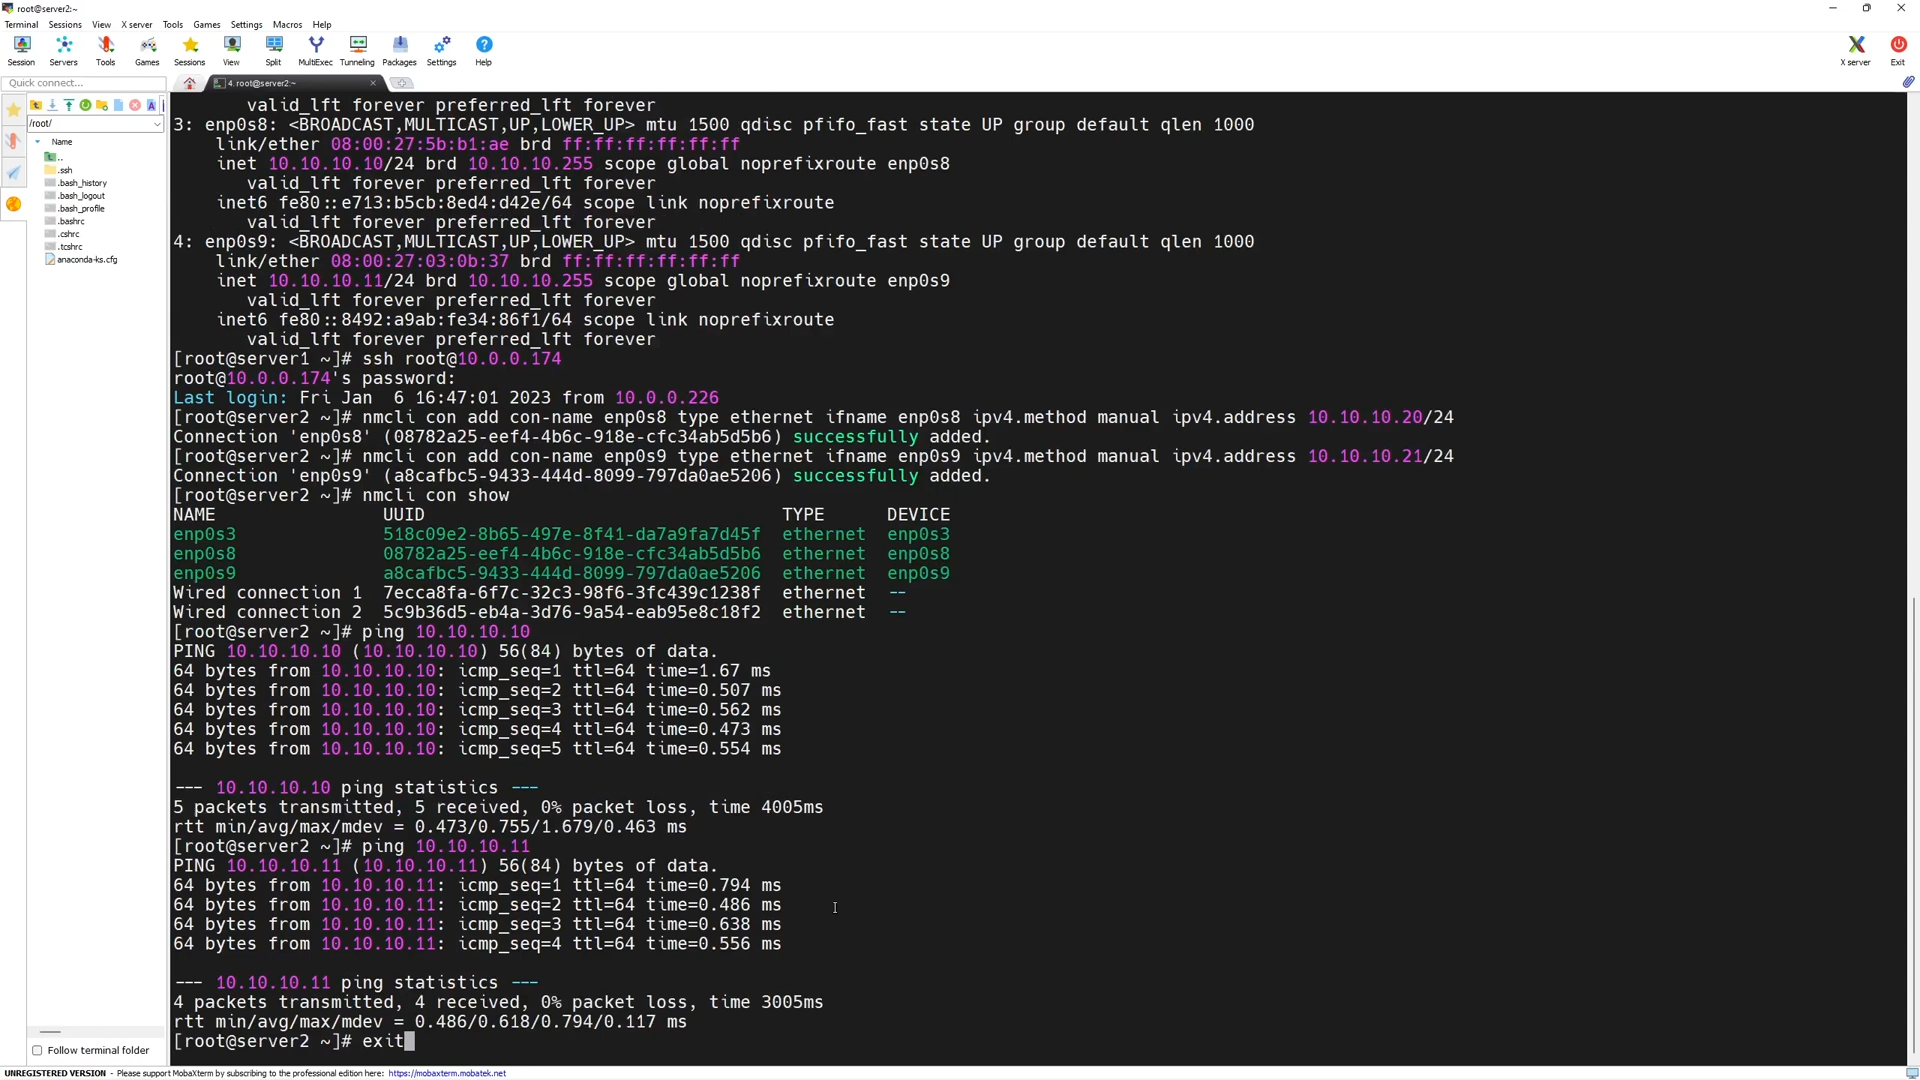 root@server2:~
Terminal Sessions View X server Tools Games Settings Macros Help
Session Servers Tools Games Sessions View Split MultiExec Tunneling Packages Settings Help X server Exit
Quick connect...
4. root@server2:~
/root/
Name
..
.ssh
.bash_history
.bash_logout
.bash_profile
.bashrc
.cshrc
.tcshrc
anaconda-ks.cfg
valid_lft forever preferred_lft forever
3: enp0s8: <BROADCAST,MULTICAST,UP,LOWER_UP> mtu 1500 qdisc pfifo_fast state UP group default qlen 1000
link/ether 08:00:27:5b:b1:ae brd ff:ff:ff:ff:ff:ff
inet 10.10.10.10/24 brd 10.10.10.255 scope global noprefixroute enp0s8
valid_lft forever preferred_lft forever
inet6 fe80::e713:b5cb:8ed4:d42e/64 scope link noprefixroute
valid_lft forever preferred_lft forever
4: enp0s9: <BROADCAST,MULTICAST,UP,LOWER_UP> mtu 1500 qdisc pfifo_fast state UP group default qlen 1000
link/ether 08:00:27:03:0b:37 brd ff:ff:ff:ff:ff:ff
inet 10.10.10.11/24 brd 10.10.10.255 scope global noprefixroute enp0s9
valid_lft forever preferred_lft forever
inet6 fe80::8492:a9ab:fe34:86f1/64 scope link noprefixroute
valid_lft forever preferred_lft forever
[root@server1 ~]# ssh root@10.0.0.174
root@10.0.0.174's password:
Last login: Fri Jan  6 16:47:01 2023 from 10.0.0.226
[root@server2 ~]# nmcli con add con-name enp0s8 type ethernet ifname enp0s8 ipv4.method manual ipv4.address 10.10.10.20/24
Connection 'enp0s8' (08782a25-eef4-4b6c-918e-cfc34ab5d5b6) successfully added.
[root@server2 ~]# nmcli con add con-name enp0s9 type ethernet ifname enp0s9 ipv4.method manual ipv4.address 10.10.10.21/24
Connection 'enp0s9' (a8cafbc5-9433-444d-8099-797da0ae5206) successfully added.
[root@server2 ~]# nmcli con show
NAME UUID TYPE DEVICE
enp0s3 518c09e2-8b65-497e-8f41-da7a9fa7d45f ethernet enp0s3
enp0s8 08782a25-eef4-4b6c-918e-cfc34ab5d5b6 ethernet enp0s8
enp0s9 a8cafbc5-9433-444d-8099-797da0ae5206 ethernet enp0s9
Wired connection 1 7ecca8fa-6f7c-32c3-98f6-3fc439c1238f ethernet --
Wired connection 2 5c9b36d5-eb4a-3d76-9a54-eab95e8c18f2 ethernet --
[root@server2 ~]# ping 10.10.10.10
PING 10.10.10.10 (10.10.10.10) 56(84) bytes of data.
64 bytes from 10.10.10.10: icmp_seq=1 ttl=64 time=1.67 ms
64 bytes from 10.10.10.10: icmp_seq=2 ttl=64 time=0.507 ms
64 bytes from 10.10.10.10: icmp_seq=3 ttl=64 time=0.562 ms
64 bytes from 10.10.10.10: icmp_seq=4 ttl=64 time=0.473 ms
64 bytes from 10.10.10.10: icmp_seq=5 ttl=64 time=0.554 ms
--- 10.10.10.10 ping statistics ---
5 packets transmitted, 5 received, 0% packet loss, time 4005ms
rtt min/avg/max/mdev = 0.473/0.755/1.679/0.463 ms
[root@server2 ~]# ping 10.10.10.11
PING 10.10.10.11 (10.10.10.11) 56(84) bytes of data.
64 bytes from 10.10.10.11: icmp_seq=1 ttl=64 time=0.794 ms
64 bytes from 10.10.10.11: icmp_seq=2 ttl=64 time=0.486 ms
64 bytes from 10.10.10.11: icmp_seq=3 ttl=64 time=0.638 ms
64 bytes from 10.10.10.11: icmp_seq=4 ttl=64 time=0.556 ms
--- 10.10.10.11 ping statistics ---
4 packets transmitted, 4 received, 0% packet loss, time 3005ms
rtt min/avg/max/mdev = 0.486/0.618/0.794/0.117 ms
[root@server2 ~]# exit
Follow terminal folder
UNREGISTERED VERSION - Please support MobaXterm by subscribing to the professional edition here: https://mobaxterm.mobatek.net